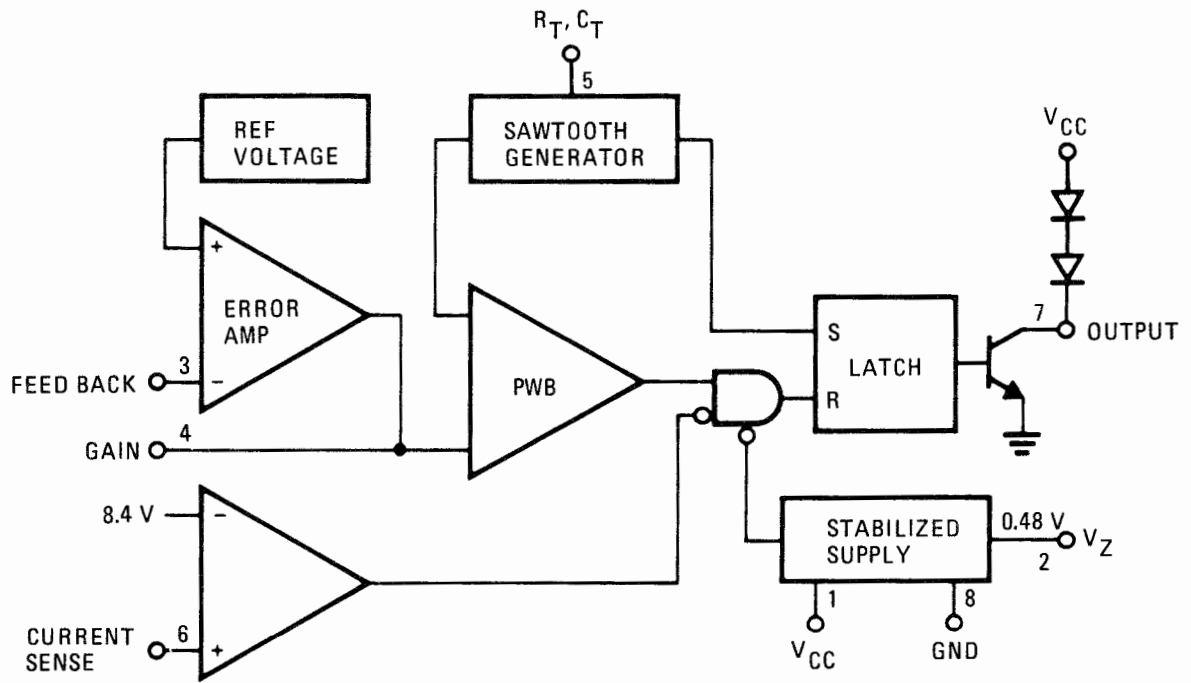 R_T, C_T
5
REF
VOLTAGE
SAWTOOTH
GENERATOR
V_CC
+
ERROR
AMP
3
FEED BACK
−
PWB
S
LATCH
R
7
OUTPUT
4
GAIN
8.4 V
−
STABILIZED
SUPPLY
0.48 V
2
V_Z
6
CURRENT
SENSE
+
1
8
V_CC
GND